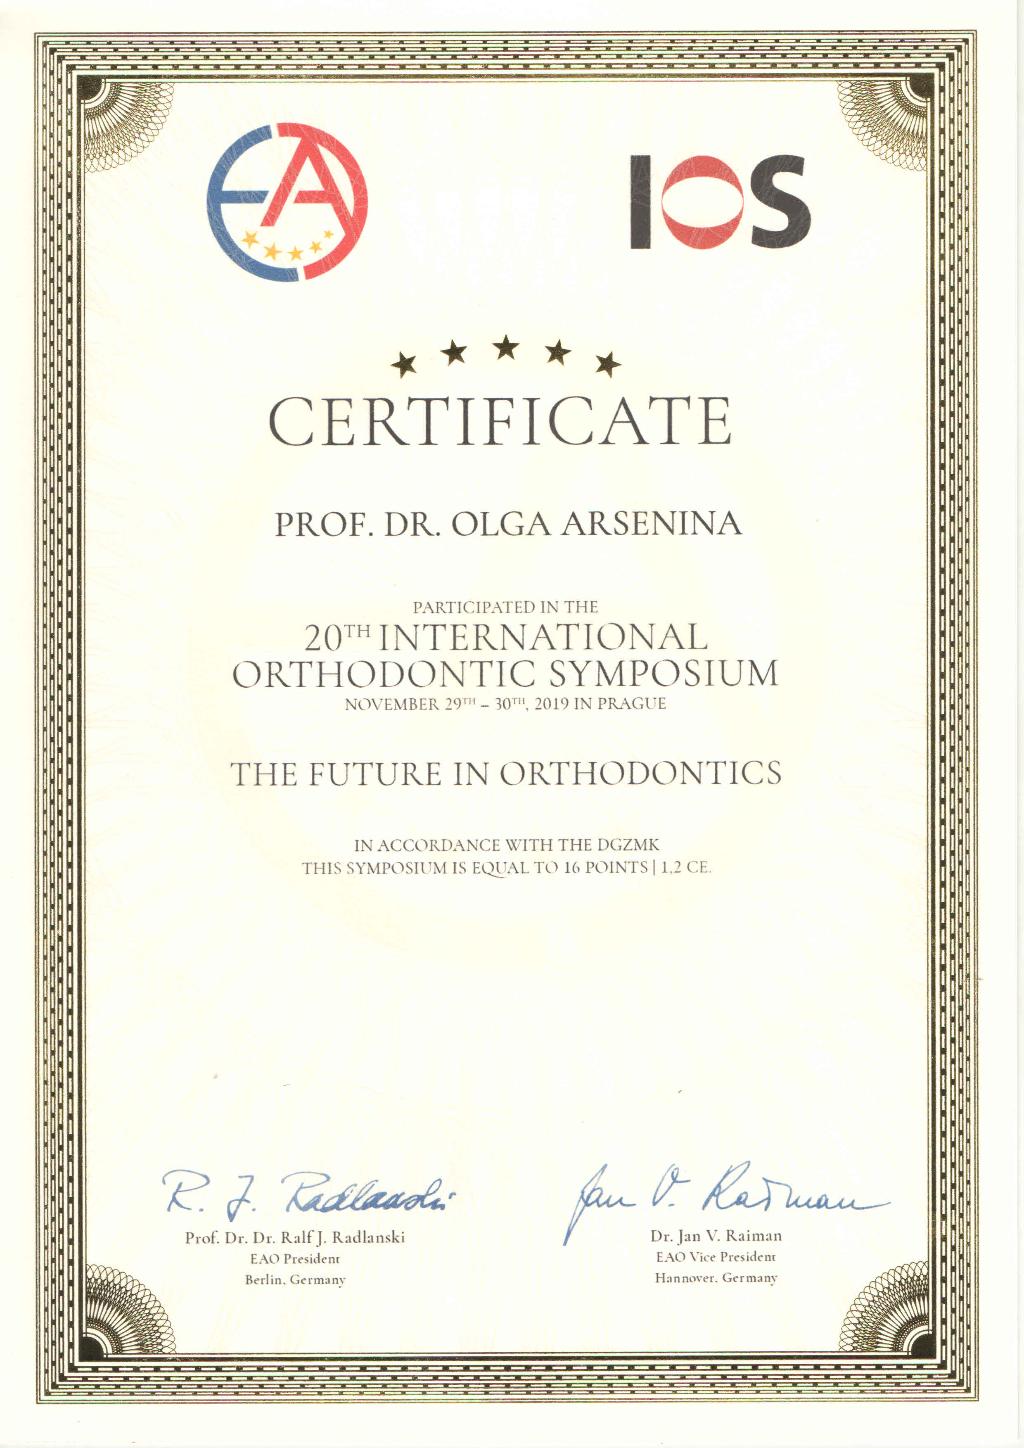 EA
IOS
CERTIFICATE
PROF. DR. OLGA ARSENINA
PARTICIPATED IN THE
20TH INTERNATIONAL
ORTHODONTIC SYMPOSIUM
NOVEMBER 29TH – 30TH, 2019 IN PRAGUE
THE FUTURE IN ORTHODONTICS
IN ACCORDANCE WITH THE DGZMK
THIS SYMPOSIUM IS EQUAL TO 16 POINTS | 1,2 CE.
R. J. Radlanski
Jan V. Raiman
Prof. Dr. Dr. Ralf J. Radlanski
EAO President
Berlin, Germany
Dr. Jan V. Raiman
EAO Vice President
Hannover, Germany